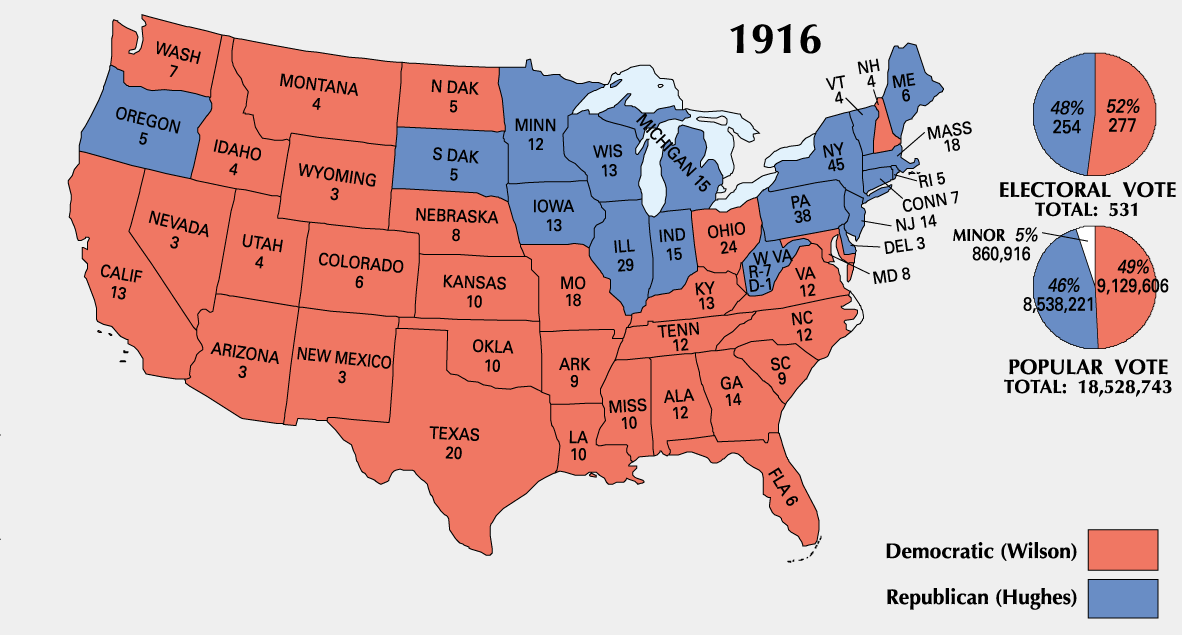 1916
WASH
7
MONTANA
4
N DAK
5
MINN
12
VT
4
NH
4
ME
6
OREGON
5
IDAHO
4
WYOMING
3
S DAK
5
WIS
13
MICHIGAN 15
NY
45
MASS
18
RI 5
CONN 7
NJ 14
DEL 3
MD 8
NEVADA
3
UTAH
4
COLORADO
6
NEBRASKA
8
IOWA
13
ILL
29
IND
15
OHIO
24
PA
38
W VA
R-7
D-1
VA
12
CALIF
13
KANSAS
10
MO
18
KY
13
ARIZONA
3
NEW MEXICO
3
OKLA
10
ARK
9
TENN
12
NC
12
SC
9
TEXAS
20
LA
10
MISS
10
ALA
12
GA
14
FLA 6
48%
254
52%
277
ELECTORAL VOTE
TOTAL: 531
MINOR 5%
860,916
46%
8,538,221
49%
9,129,606
POPULAR VOTE
TOTAL: 18,528,743
Democratic (Wilson)
Republican (Hughes)